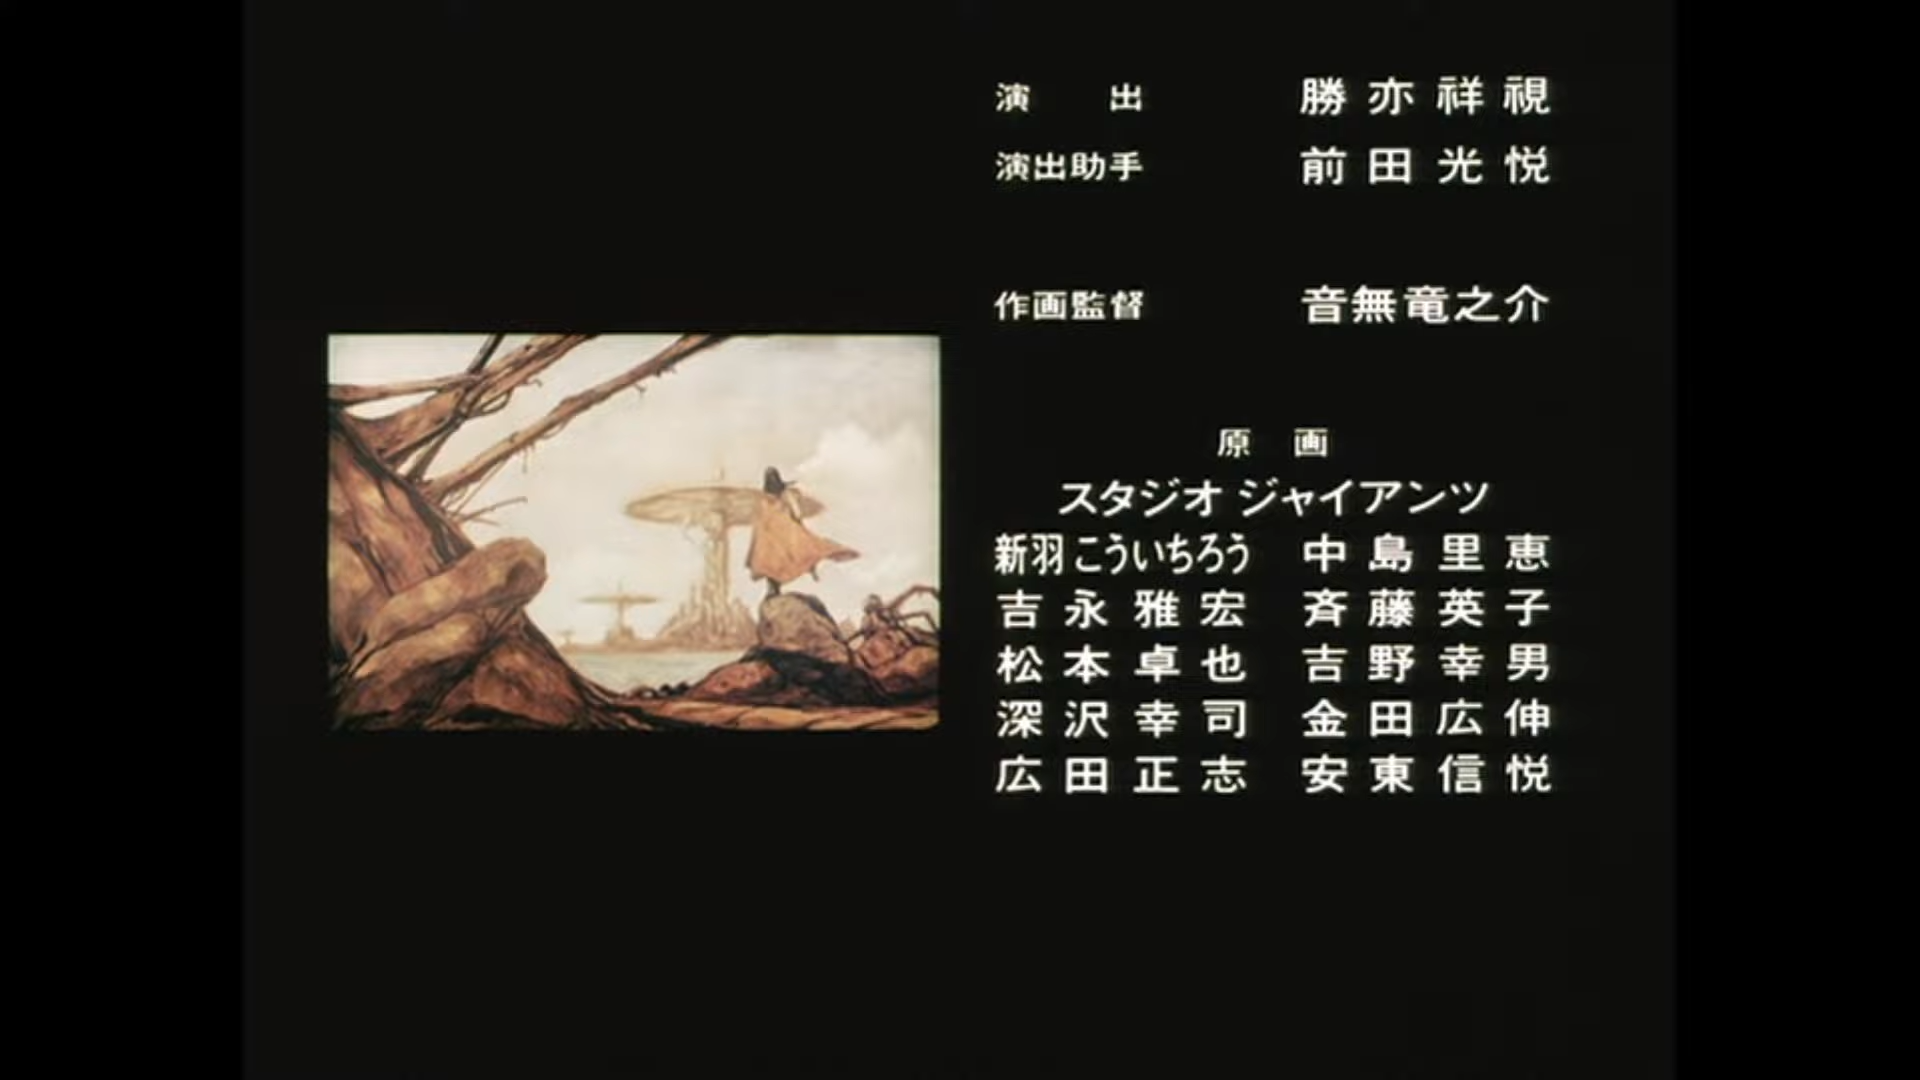 演出 勝亦祥視
演出助手 前田光悦
作画監督 音無竜之介
原画
スタジオ ジャイアンツ
新羽こういちろう 中島里恵
吉永雅宏 斉藤英子
松本卓也 吉野幸男
深沢幸司 金田広伸
広田正志 安東信悦